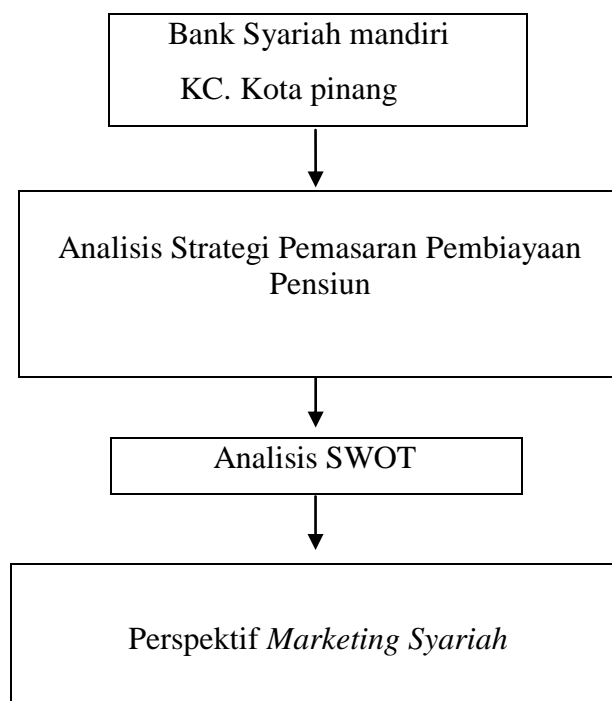 Bank Syariah mandiri
KC. Kota pinang
Analisis Strategi Pemasaran Pembiayaan
Pensiun
Analisis SWOT
Perspektif Marketing Syariah